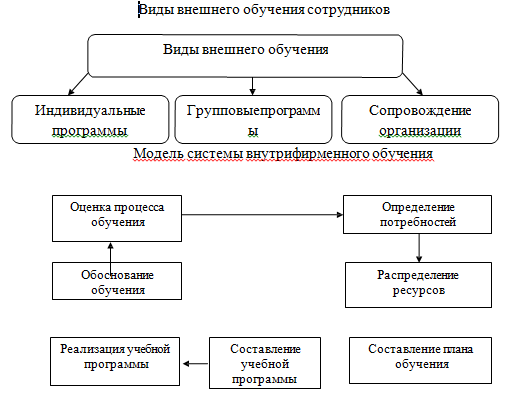 Виды внешнего обучения сотрудников
Виды внешнего обучения
Индивидуальные
программы
Групповыепрограмм
ы
Сопровождение
организации
Модель системы внутрифирменного обучения
Оценка процесса
обучения
Определение
потребностей
Обоснование
обучения
Распределение
ресурсов
Реализация учебной
программы
Составление
учебной
программы
Составление плана
обучения